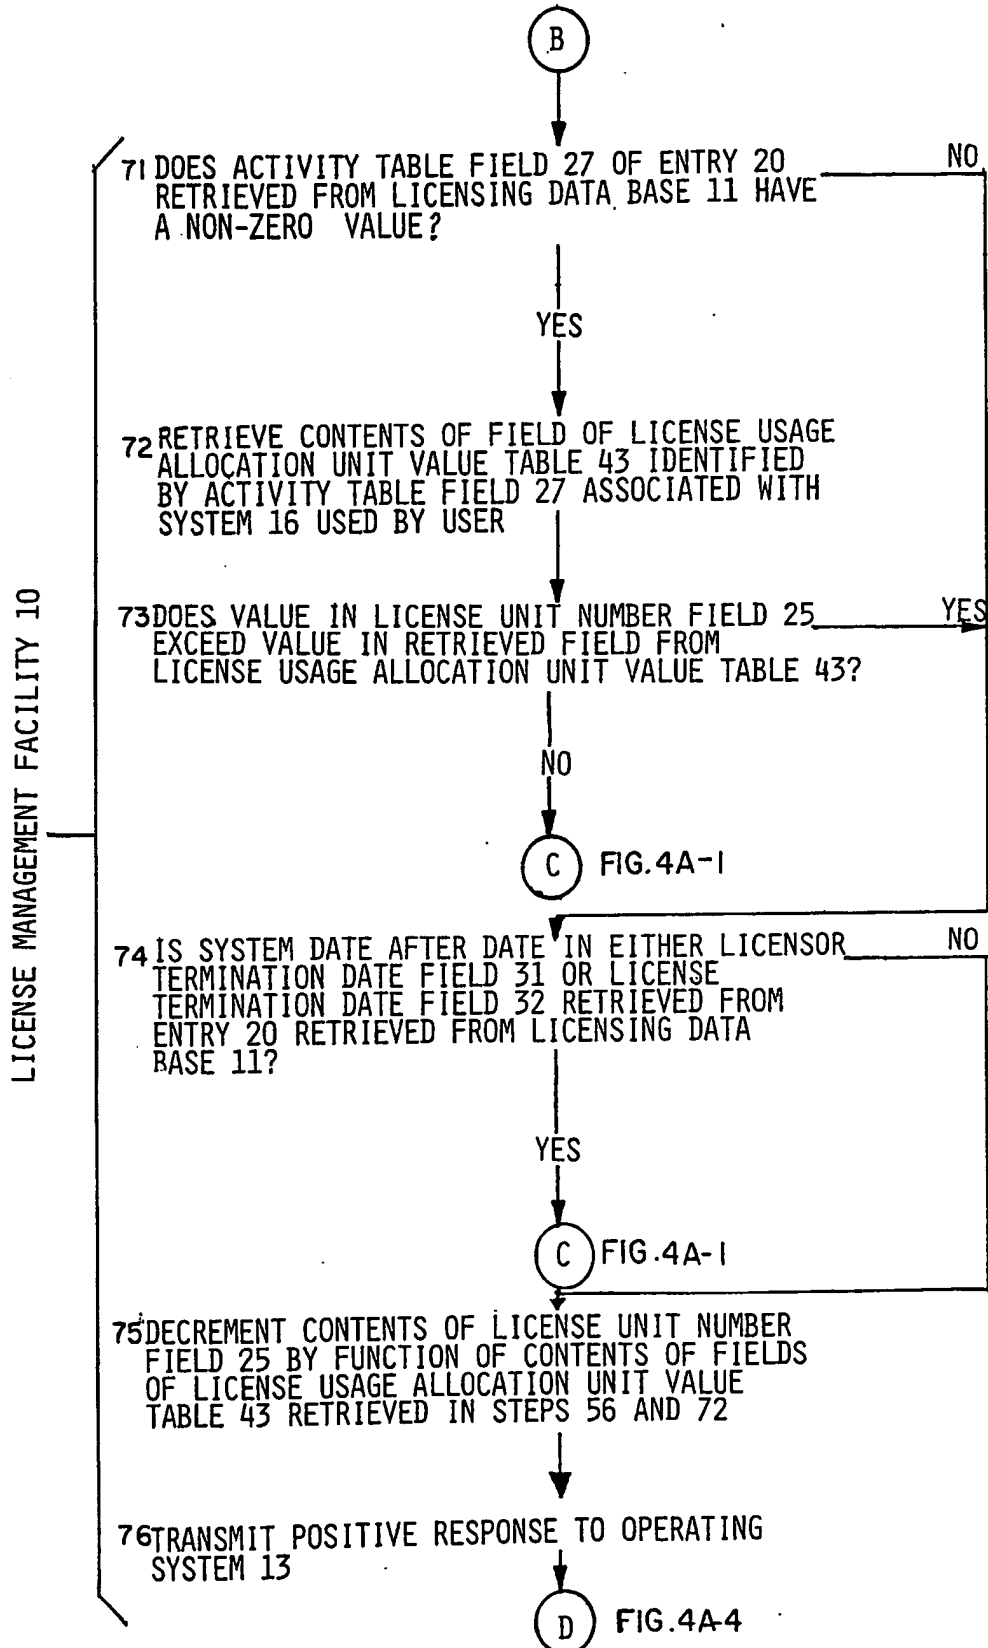 B
71 DOES ACTIVITY TABLE FIELD 27 OF ENTRY 20
NO
RETRIEVED FROM LICENSING DATA BASE 11 HAVE
A NON-ZERO VALUE?
YES
72 RETRIEVE CONTENTS OF FIELD OF LICENSE USAGE
ALLOCATION UNIT VALUE TABLE 43 IDENTIFIED
BY ACTIVITY TABLE FIELD 27 ASSOCIATED WITH
SYSTEM 16 USED BY USER
73 DOES VALUE IN LICENSE UNIT NUMBER FIELD 25
YES
EXCEED VALUE IN RETRIEVED FIELD FROM
LICENSE USAGE ALLOCATION UNIT VALUE TABLE 43?
NO
C FIG.4A-1
LICENSE MANAGEMENT FACILITY 10
74 IS SYSTEM DATE AFTER DATE IN EITHER LICENSOR
NO
TERMINATION DATE FIELD 31 OR LICENSE
TERMINATION DATE FIELD 32 RETRIEVED FROM
ENTRY 20 RETRIEVED FROM LICENSING DATA
BASE 11?
YES
C FIG.4A-1
75 DECREMENT CONTENTS OF LICENSE UNIT NUMBER
FIELD 25 BY FUNCTION OF CONTENTS OF FIELDS
OF LICENSE USAGE ALLOCATION UNIT VALUE
TABLE 43 RETRIEVED IN STEPS 56 AND 72
76 TRANSMIT POSITIVE RESPONSE TO OPERATING
SYSTEM 13
D FIG.4A-4